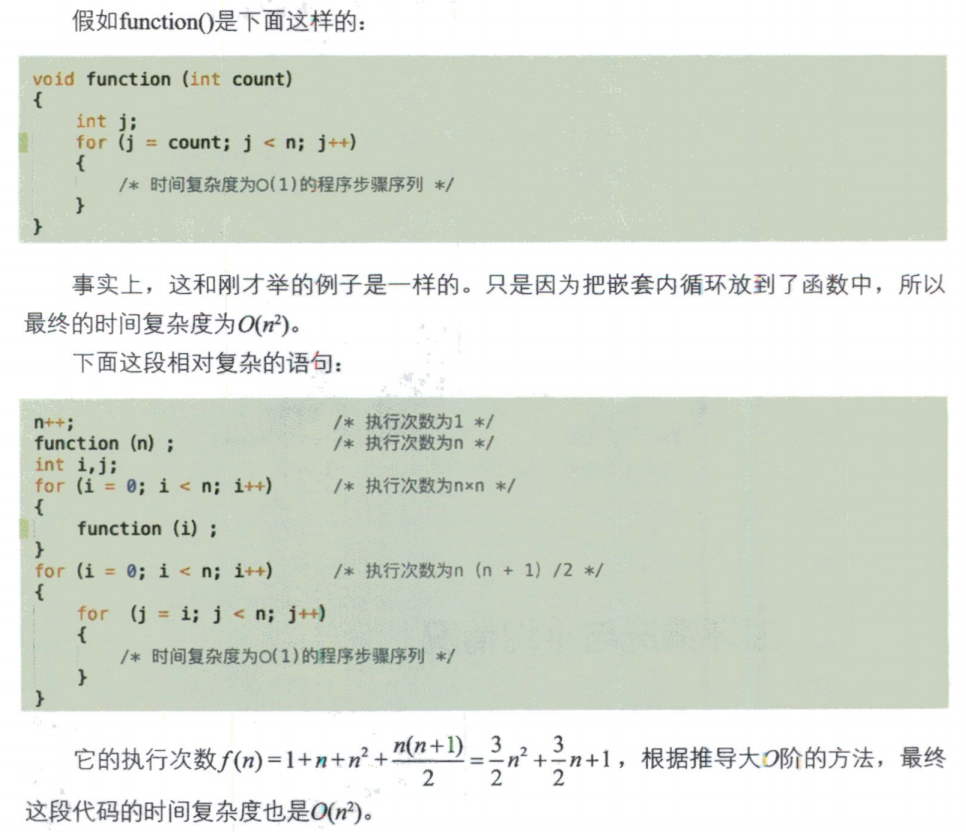 假如function()是下面这样的：
void function (int count)
{
    int j;
    for (j = count; j < n; j++)
    {
        /* 时间复杂度为O(1)的程序步骤序列 */
    }
}
事实上，这和刚才举的例子是一样的。只是因为把嵌套内循环放到了函数中，所以
最终的时间复杂度为O(n²)。
下面这段相对复杂的语句：
n++; /* 执行次数为1 */
function (n) ; /* 执行次数为n */
int i,j;
for (i = 0; i < n; i++) /* 执行次数为n×n */
{
    function (i) ;
}
for (i = 0; i < n; i++) /* 执行次数为n (n + 1) /2 */
{
    for (j = i; j < n; j++)
    {
        /* 时间复杂度为O(1)的程序步骤序列 */
    }
}
它的执行次数f(n)=1+n+n²+n(n+1)/2=3/2n²+3/2n+1，根据推导大O阶的方法，最终
这段代码的时间复杂度也是O(n²)。